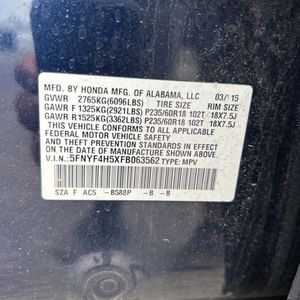 MFD. BY HONDA MFG. OF ALABAMA, LLC 03/'15
GVWR 2765KG(6096LBS) TIRE SIZE RIM SIZE
GAWR F 1325KG(2921LBS) P235/60R18 102T 18X7.5J
GAWR R1525KG(3362LBS) P235/60R18 102T 18X7.5J
THIS VEHICLE CONFORMS TO ALL APPLICABLE
FEDERAL MOTOR VEHICLE SAFETY
AND THEFT PREVENTION STANDARDS IN EFFECT
ON THE DATE OF MANUFACTURE SHOWN ABOVE.
V.I.N.:5FNYF4H5XFB063562 TYPE:MPV
SZA F AC5 -B588P -B -B